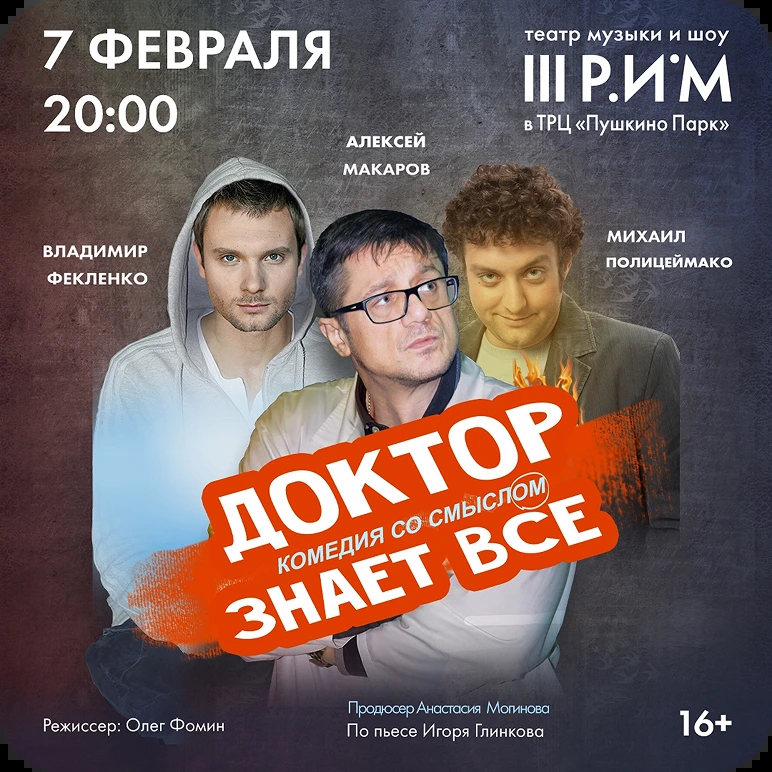 7 ФЕВРАЛЯ
20:00
театр музыки и шоу
III Р.И'М
в ТРЦ «Пушкино Парк»
АЛЕКСЕЙ
МАКАРОВ
ВЛАДИМИР
ФЕКЛЕНКО
МИХАИЛ
ПОЛИЦЕЙМАКО
ДОКТОР
КОМЕДИЯ СО СМЫСЛОМ
ЗНАЕТ ВСЕ
Режиссер: Олег Фомин
Продюсер Анастасия Могинова
По пьесе Игоря Глинкова
16+